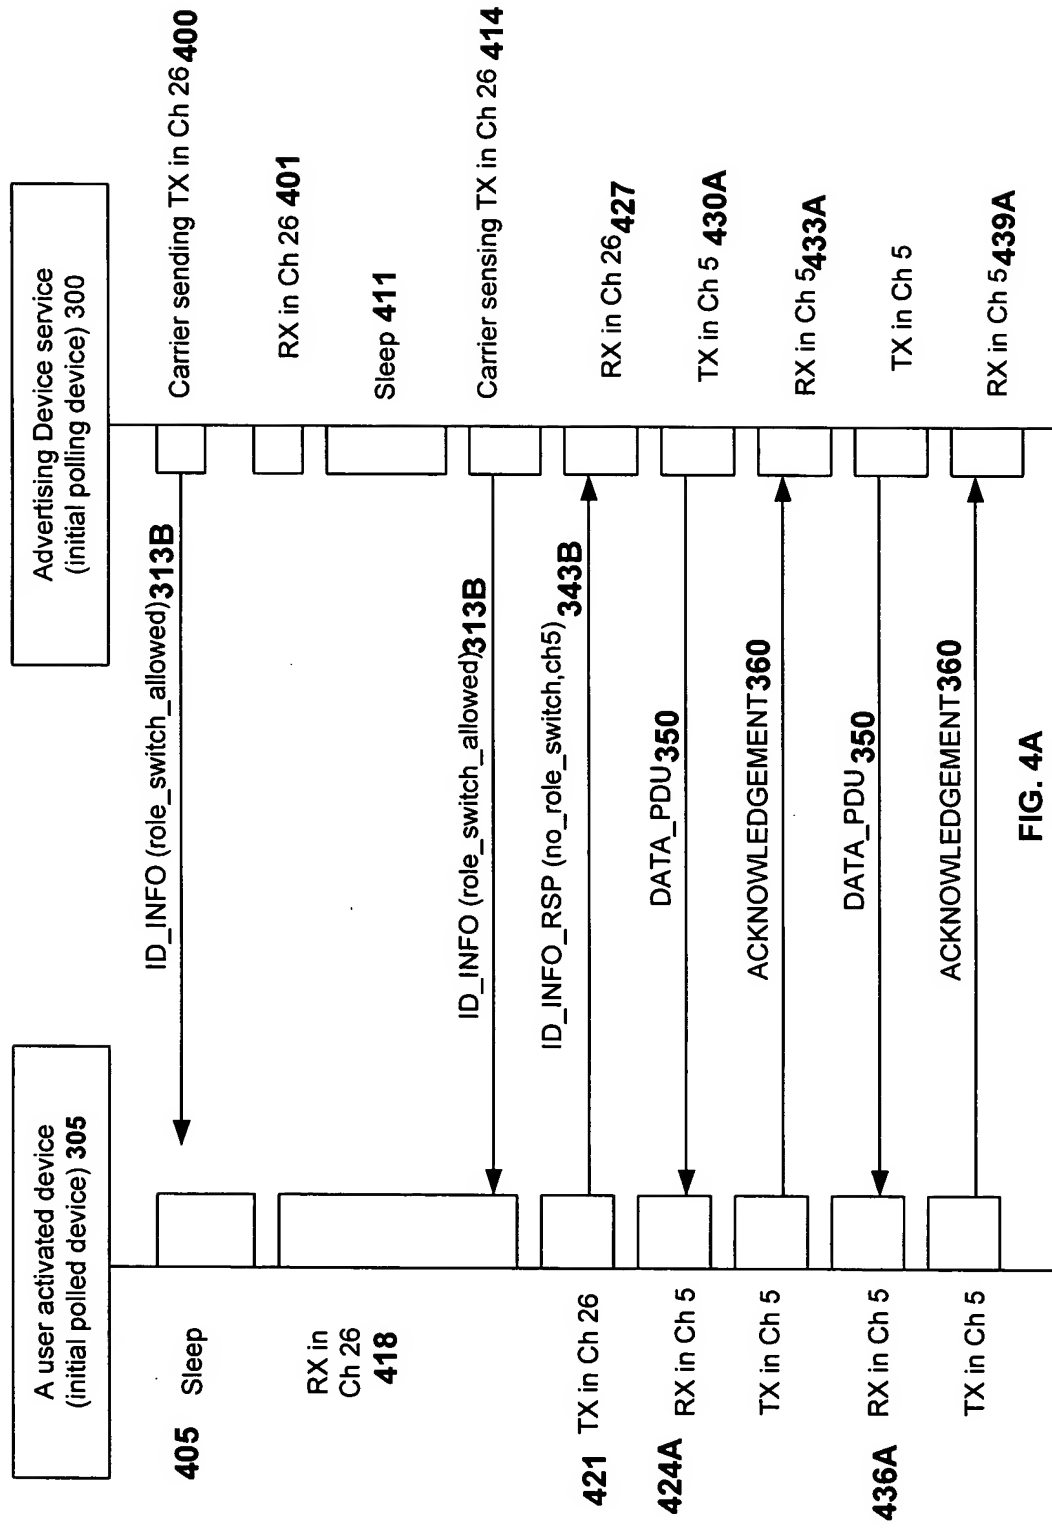 A user activated device
(initial polled device) 305
Advertising Device service
(initial polling device) 300
405 Sleep
ID_INFO (role_switch_allowed)313B
Carrier sending TX in Ch 26 400
RX in Ch 26 401
RX in
Ch 26
418
Sleep 411
ID_INFO (role_switch_allowed)313B
Carrier sensing TX in Ch 26 414
421 TX in Ch 26
ID_INFO_RSP (no_role_switch,ch5) 343B
RX in Ch 26 427
424A RX in Ch 5
DATA_PDU 350
TX in Ch 5 430A
TX in Ch 5
ACKNOWLEDGEMENT360
RX in Ch 5 433A
436A RX in Ch 5
DATA_PDU 350
TX in Ch 5
TX in Ch 5
ACKNOWLEDGEMENT360
RX in Ch 5 439A
FIG. 4A